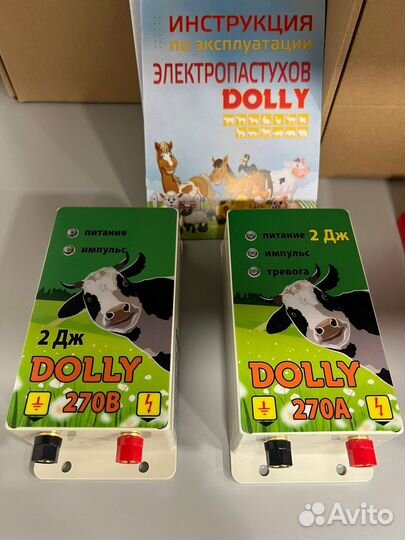 ИНСТРУКЦИЯ
по эксплуатации
ЭЛЕКТРОПАСТУХОВ
DOLLY
питание
импульс
2 Дж
DOLLY
270В
питание 2 Дж
импульс
тревога
DOLLY
270А
Avito